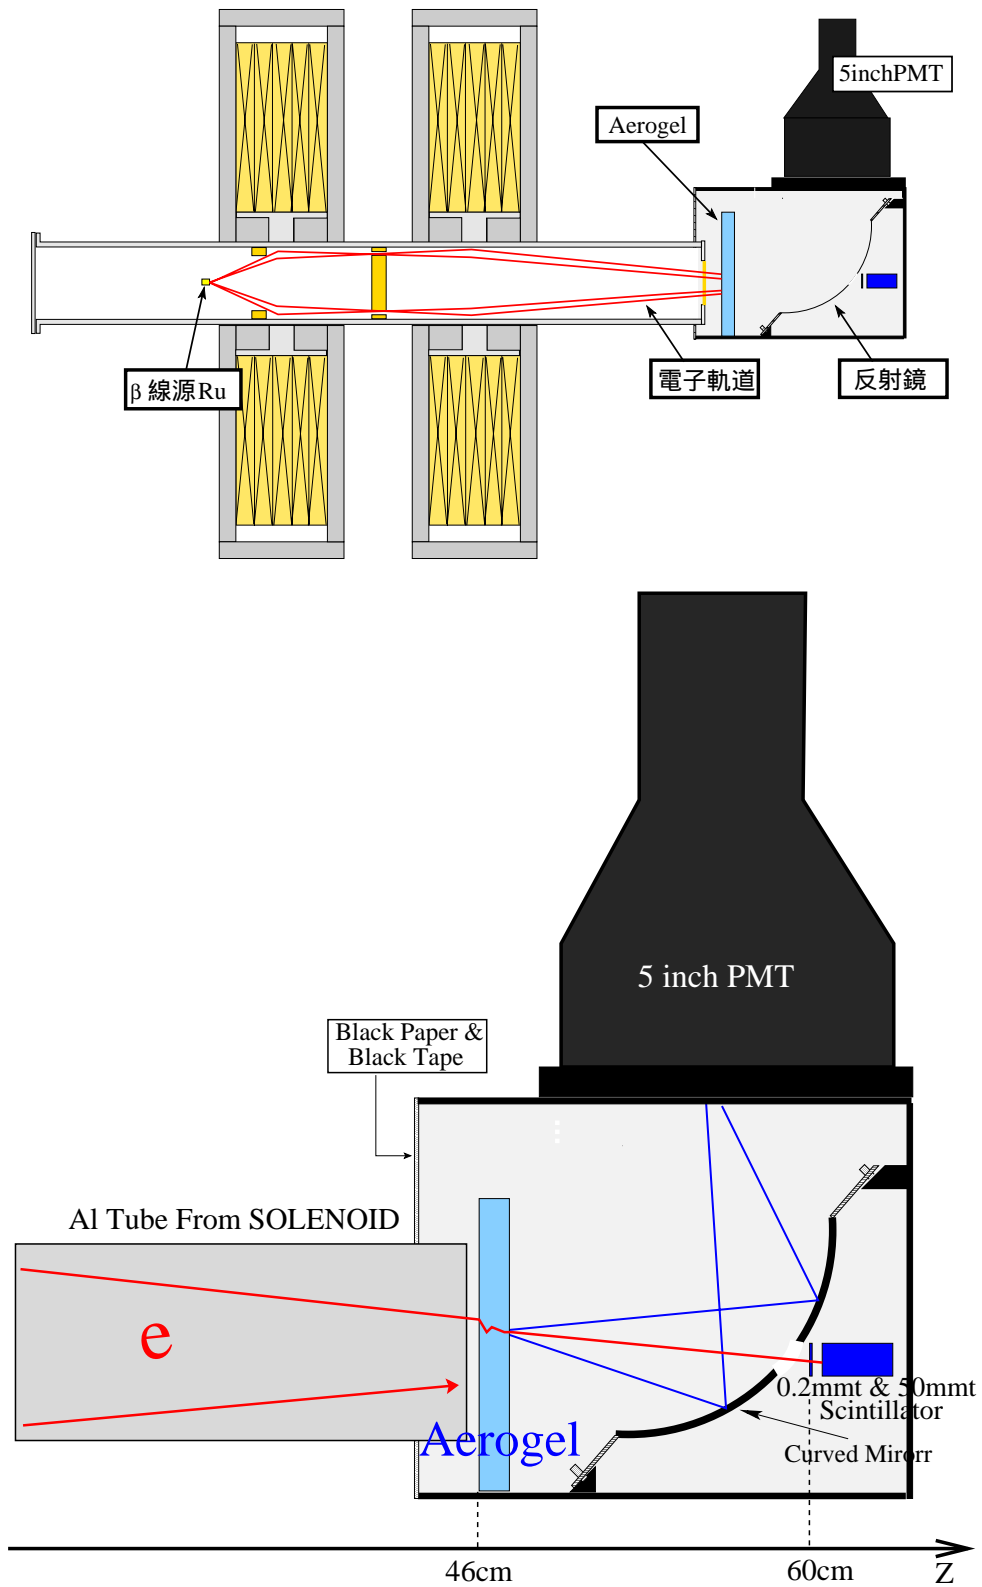 5inchPMT
Aerogel
β 線源Ru
電子軌道
反射鏡
5 inch PMT
Black Paper &
Black Tape
Al Tube From SOLENOID
e
0.2mmt & 50mmt
Scintillator
Aerogel
Curved Mirorr
46cm
60cm
Z